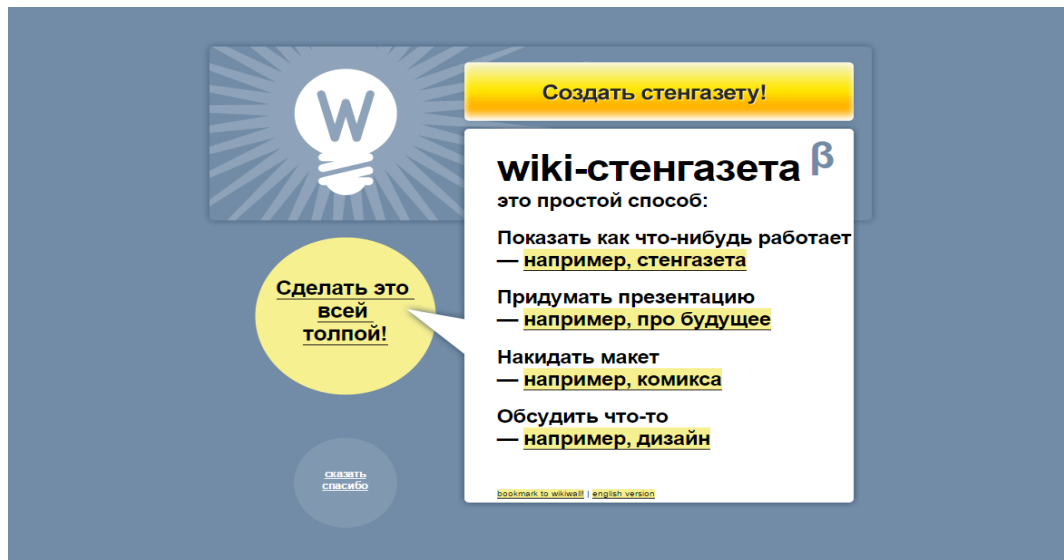 W
Создать стенгазету!
wiki-стенгазета β
это простой способ:
Показать как что-нибудь работает
— например, стенгазета
Придумать презентацию
— например, про будущее
Накидать макет
— например, комикса
Обсудить что-то
— например, дизайн
bookmark to wikiwall! | english version
Сделать это
всей
толпой!
сказать
спасибо